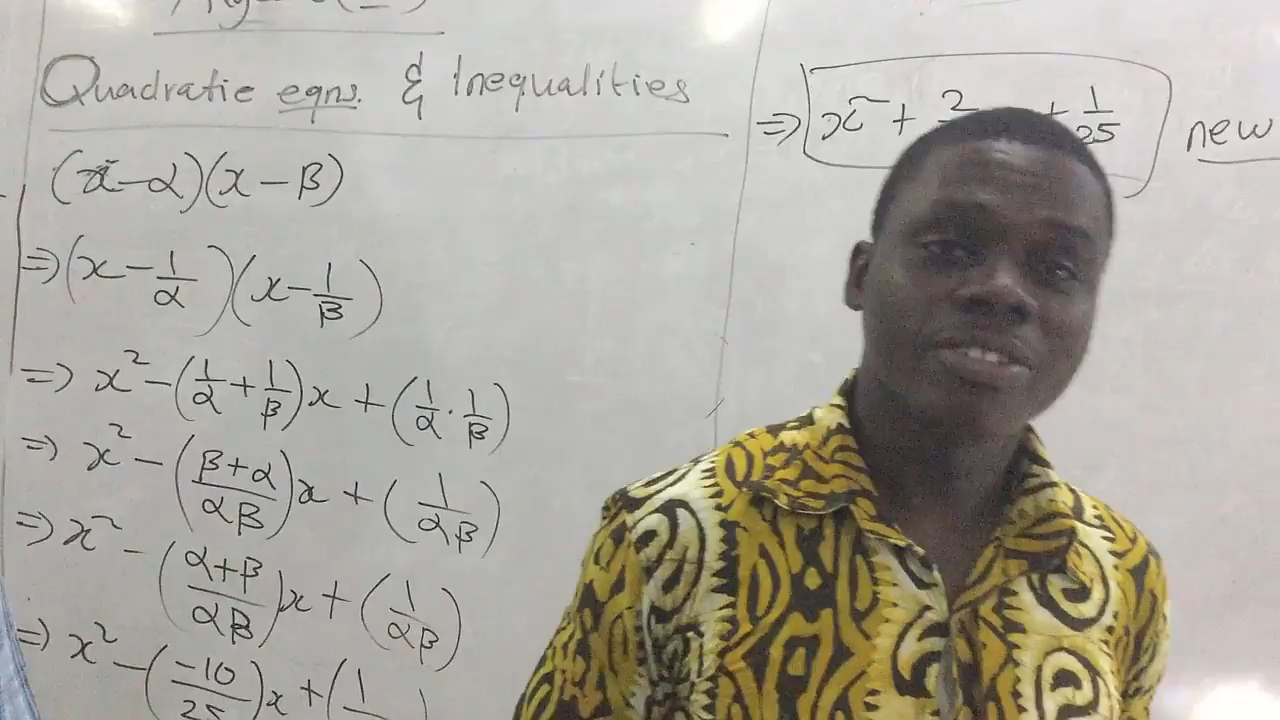 Quadratic eqns. & Inequalities
(x-α)(x-β)
⇒(x-1/α)(x-1/β)
⇒ x²-(1/α+1/β)x+(1/α·1/β)
⇒ x²-(β+α/αβ)x+(1/αβ)
⇒ x²-(α+β/αβ)x+(1/αβ)
⇒ x²-(-10/25)x+(1
⇒ x²+2 +1/25 new